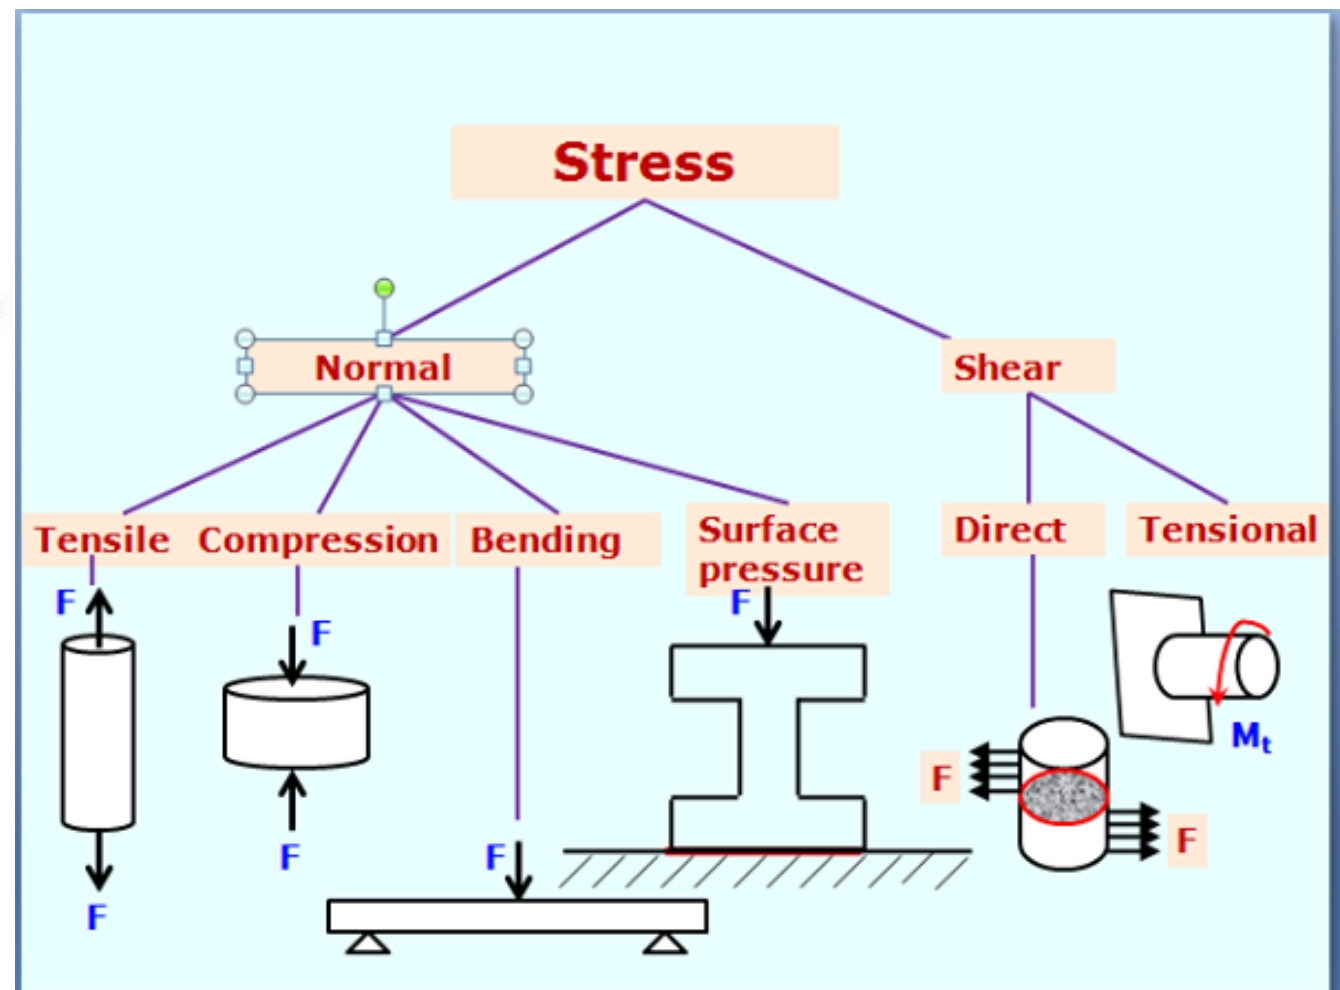 Stress
Normal
Shear
Tensile
Compression
Bending
Surface
pressure
Direct
Tensional
F
F
F
F
F
F
Mt
F
F